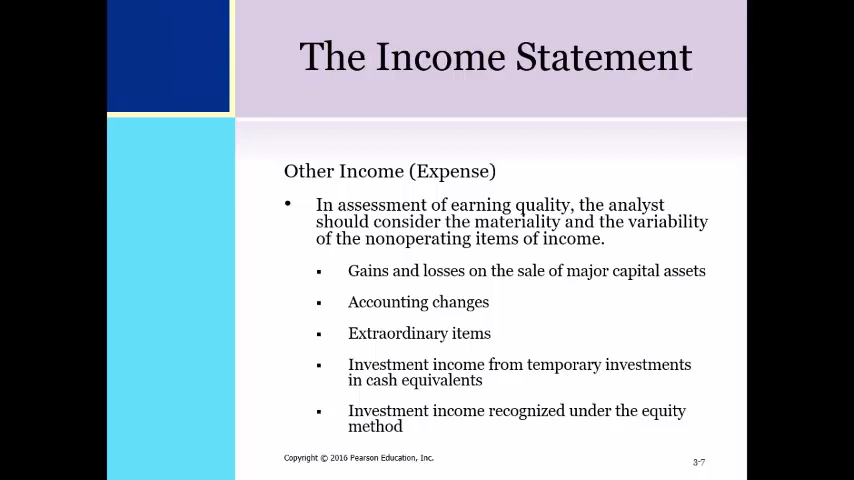 The Income Statement
Other Income (Expense)
• In assessment of earning quality, the analyst
should consider the materiality and the variability
of the nonoperating items of income.
▪ Gains and losses on the sale of major capital assets
▪ Accounting changes
▪ Extraordinary items
▪ Investment income from temporary investments
in cash equivalents
▪ Investment income recognized under the equity
method
Copyright © 2016 Pearson Education, Inc.
3-7